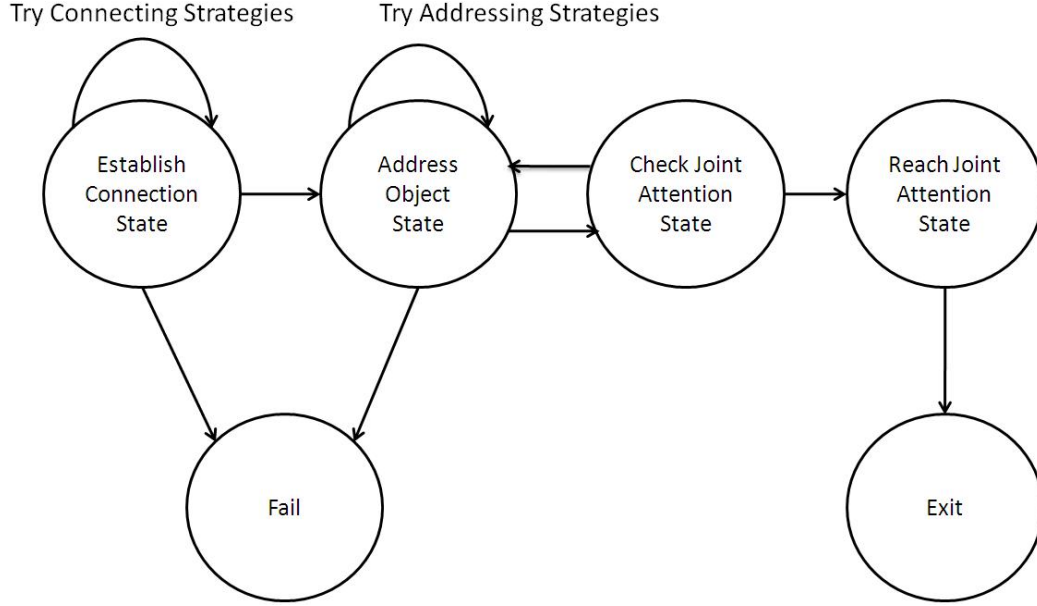 Try Connecting Strategies
Try Addressing Strategies
Establish
Connection
State
Address
Object
State
Check Joint
Attention
State
Reach Joint
Attention
State
Fail
Exit